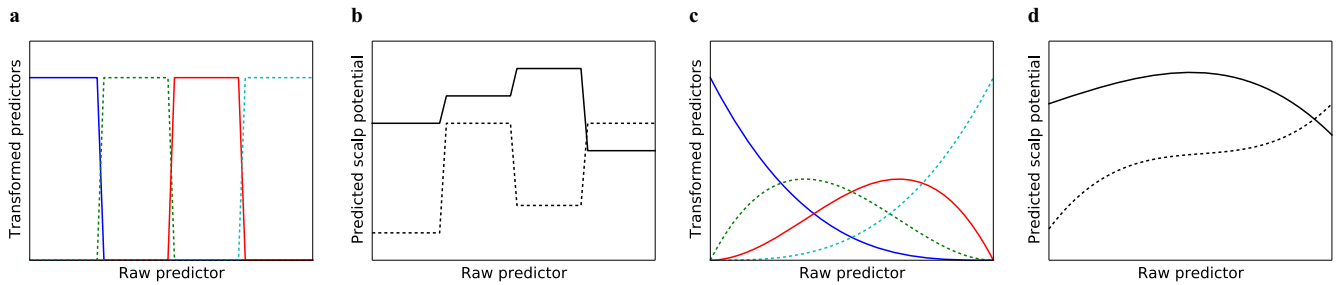 a
Transformed predictors
Raw predictor
b
Predicted scalp potential
Raw predictor
c
Transformed predictors
Raw predictor
d
Predicted scalp potential
Raw predictor